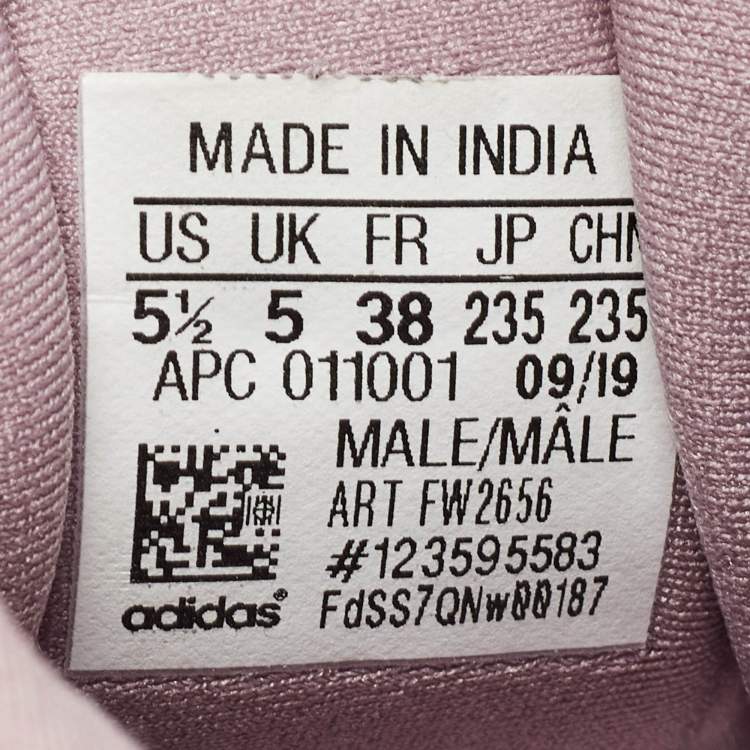 MADE IN INDIA
US UK FR JP CHN
5½ 5 38 235 235
APC 011001 09/19
MALE/MÂLE
ART FW2656
#123595583
adidas® FdSS7QNw00187